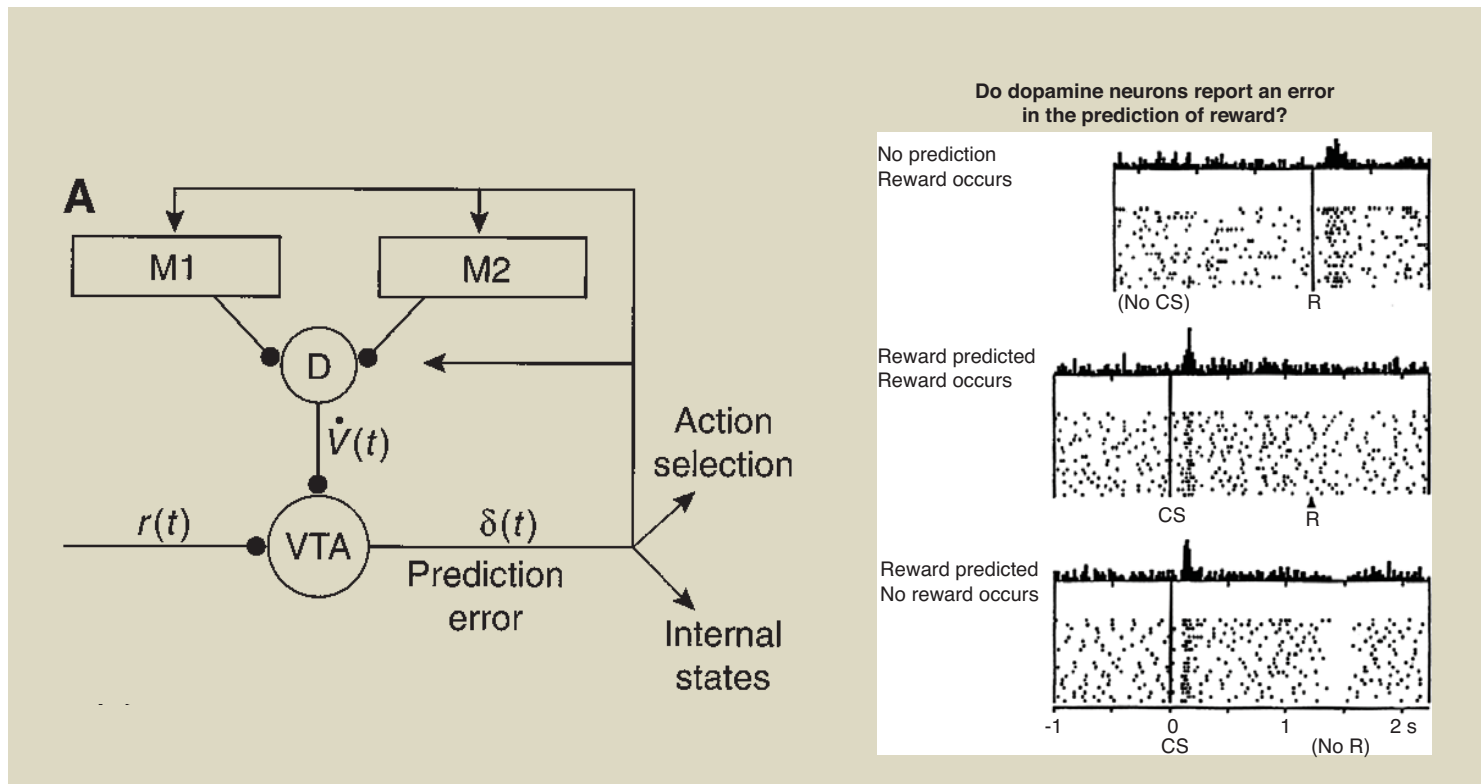 A
M1
M2
D
V̇(t)
r(t)
VTA
δ(t)
Prediction
error
Action
selection
Internal
states
Do dopamine neurons report an error
in the prediction of reward?
No prediction
Reward occurs
(No CS)
R
Reward predicted
Reward occurs
CS
R
Reward predicted
No reward occurs
-1
0
1
2 s
CS
(No R)